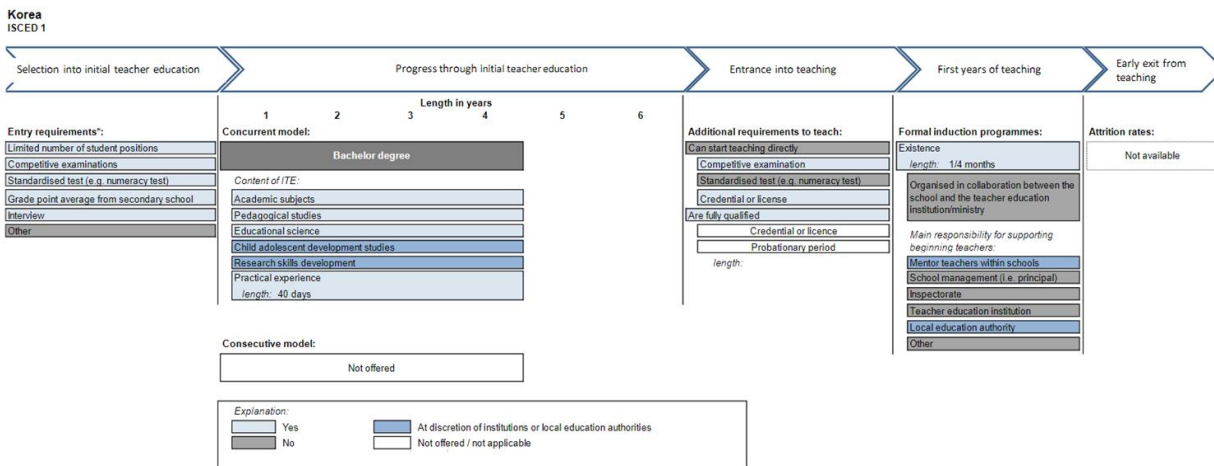 Korea
ISCED 1
Selection into initial teacher education
Progress through initial teacher education
Entrance into teaching
First years of teaching
Early exit from
teaching
Length in years
1 2 3 4 5 6
Entry requirements*:
Limited number of student positions
Competitive examinations
Standardised test (e.g. numeracy test)
Grade point average from secondary school
Interview
Other
Concurrent model:
Bachelor degree
Content of ITE:
Academic subjects
Pedagogical studies
Educational science
Child adolescent development studies
Research skills development
Practical experience
length: 40 days
Consecutive model:
Not offered
Additional requirements to teach:
Can start teaching directly
Competitive examination
Standardised test (e.g. numeracy test)
Credential or license
Are fully qualified
Credential or licence
Probationary period
length:
Formal induction programmes:
Existence
length: 1/4 months
Organised in collaboration between the
school and the teacher education
institution/ministry
Main responsibility for supporting
beginning teachers:
Mentor teachers within schools
School management (i.e. principal)
Inspectorate
Teacher education institution
Local education authority
Other
Attrition rates:
Not available
Explanation:
Yes
No
At discretion of institutions or local education authorities
Not offered / not applicable